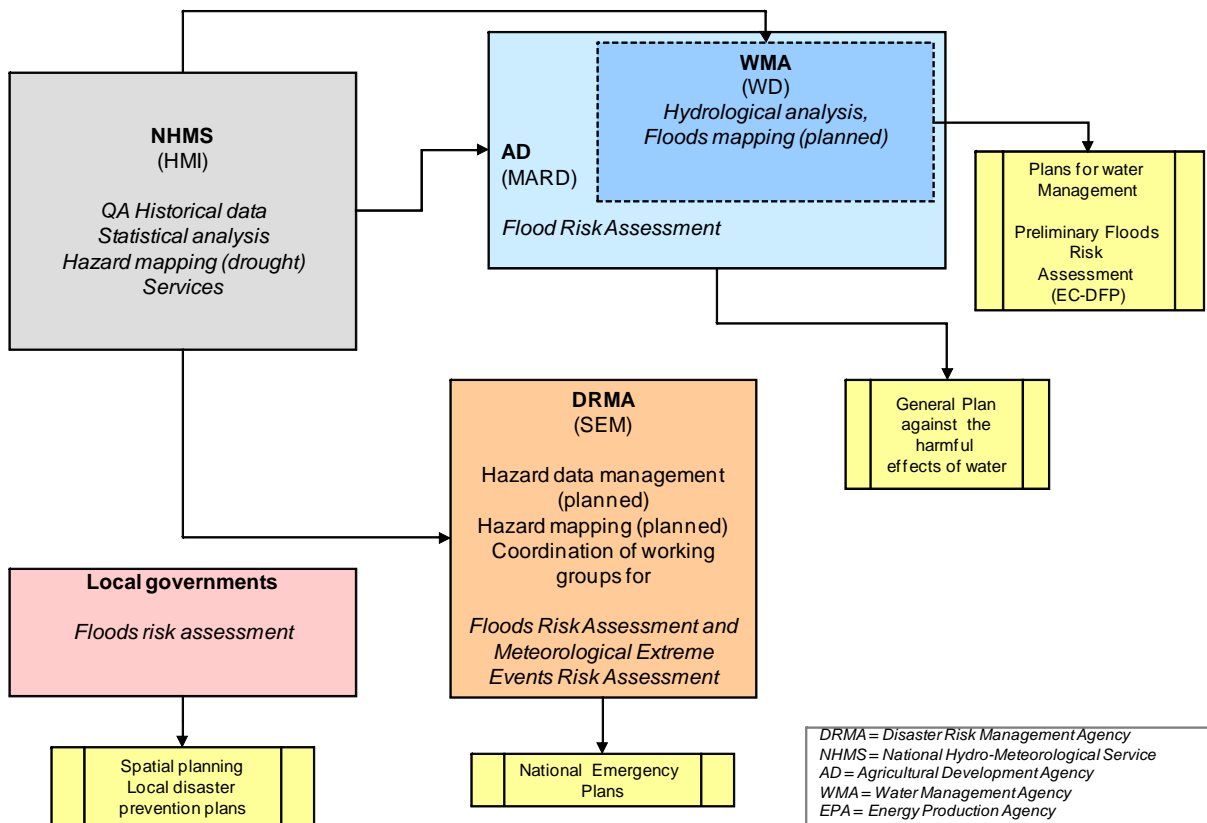 NHMS
(HMI)
QA Historical data
Statistical analysis
Hazard mapping (drought)
Services
WMA
(WD)
Hydrological analysis,
Floods mapping (planned)
AD
(MARD)
Flood Risk Assessment
Plans for water
Management
Preliminary Floods
Risk
Assessment
(EC-DFP)
General Plan
against the
harmful
effects of water
DRMA
(SEM)
Hazard data management
(planned)
Hazard mapping (planned)
Coordination of working
groups for
Floods Risk Assessment and
Meteorological Extreme
Events Risk Assessment
Local governments
Floods risk assessment
Spatial planning
Local disaster
prevention plans
National Emergency
Plans
DRMA = Disaster Risk Management Agency
NHMS = National Hydro-Meteorological Service
AD = Agricultural Development Agency
WMA = Water Management Agency
EPA = Energy Production Agency